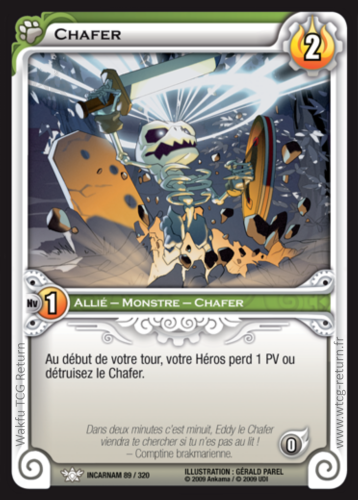 CHAFER
2
Nv 1 ALLIÉ – MONSTRE – CHAFER
Au début de votre tour, votre Héros perd 1 PV ou
détruisez le Chafer.
Dans deux minutes c'est minuit, Eddy le Chafer
viendra te chercher si tu n'es pas au lit !
– Comptine brakmarienne.
0
INCARNAM 89 / 320
ILLUSTRATION : GÉRALD PAREL
© 2009 Ankama / © 2009 UDI
Wakfu TCG Return
www.wtcg-return.fr